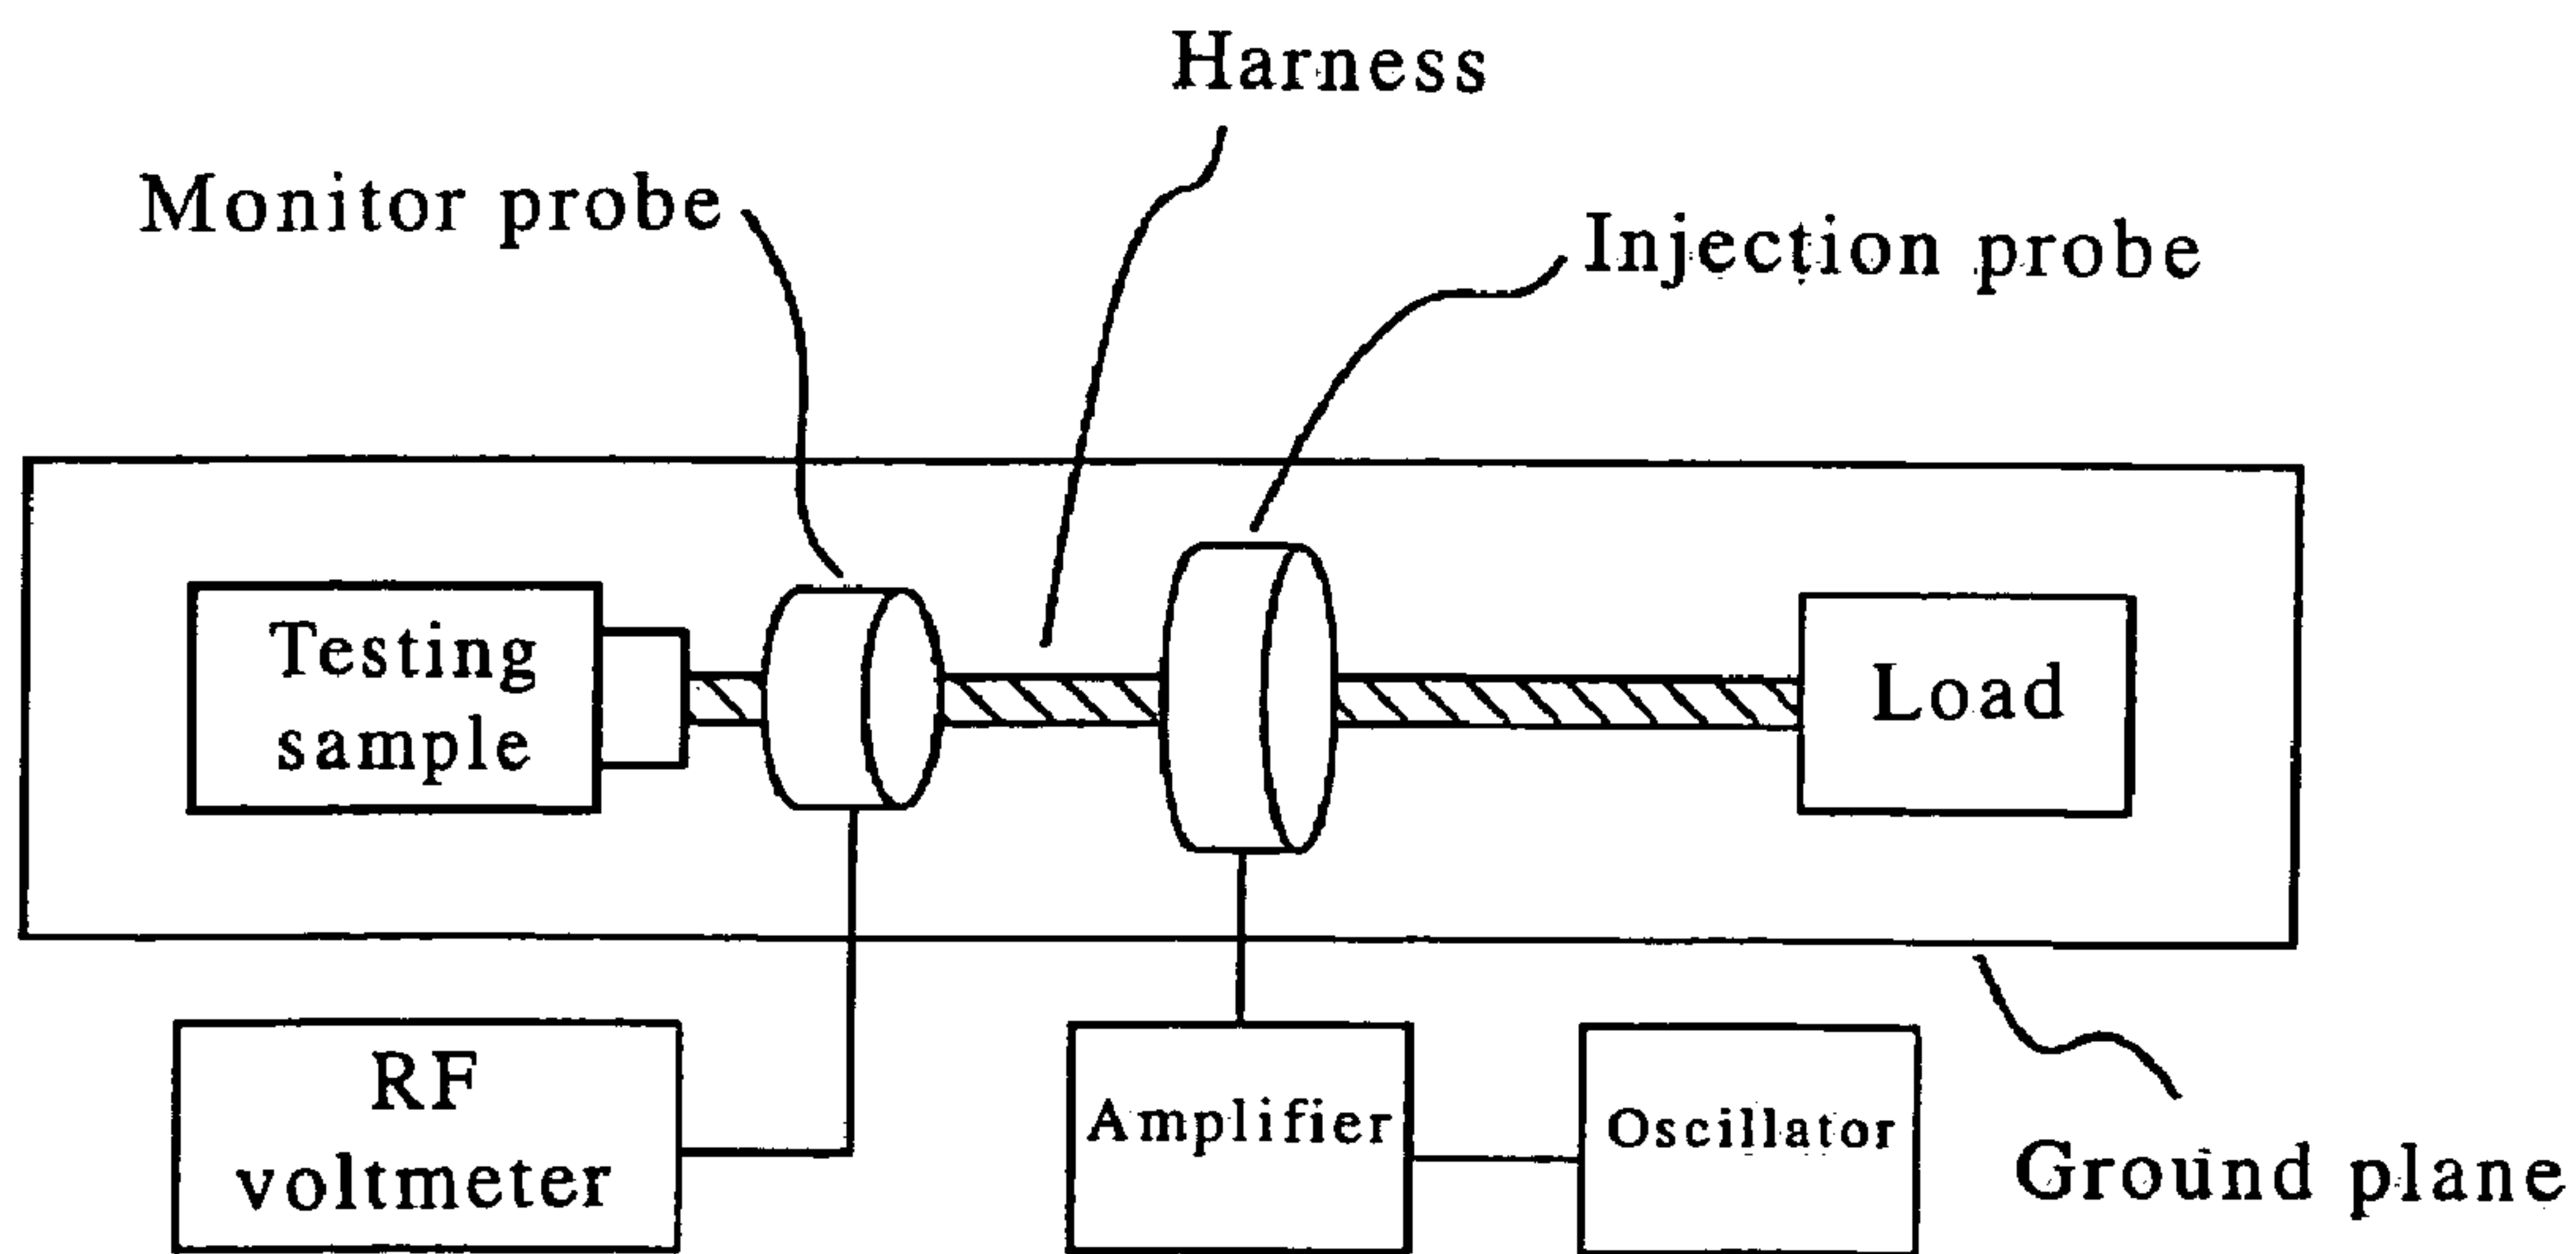 Harness
Monitor probe
Injection probe
Testing
sample
Load
RF
voltmeter
Amplifier
Oscillator
Ground plane